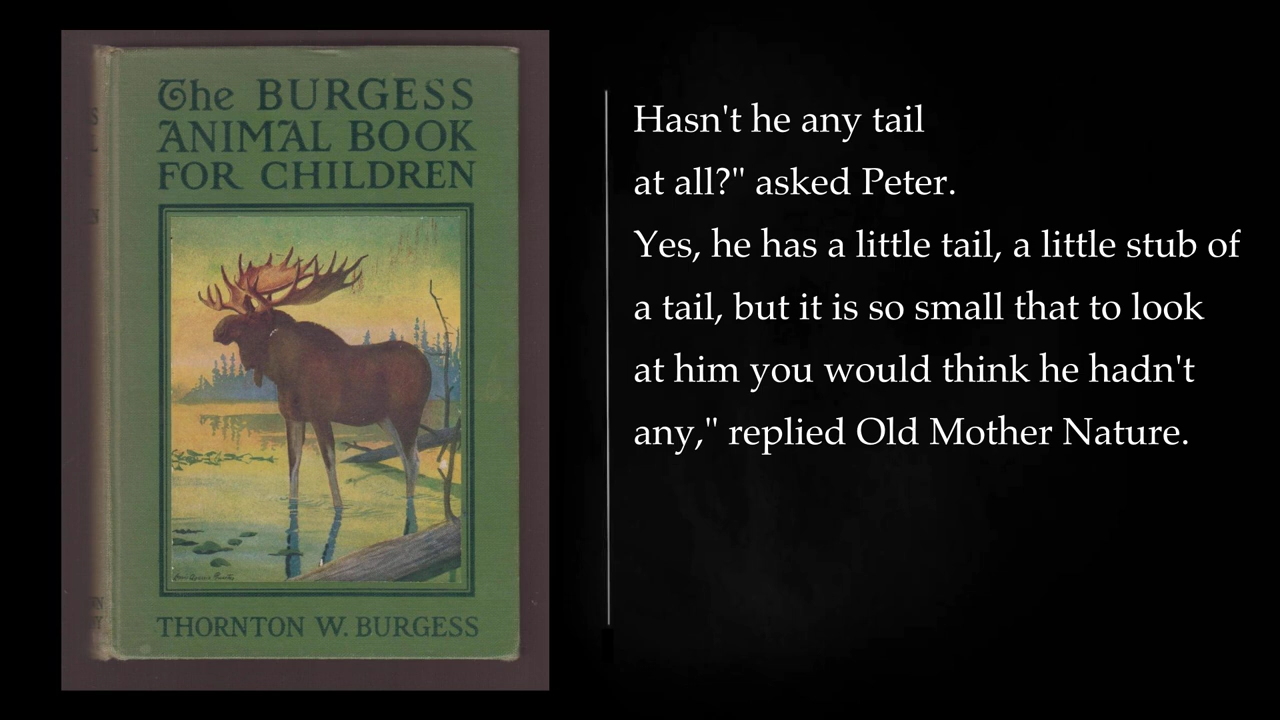 The BURGESS
ANIMAL BOOK
FOR CHILDREN
THORNTON W. BURGESS
Hasn't he any tail
at all?" asked Peter.
Yes, he has a little tail, a little stub of
a tail, but it is so small that to look
at him you would think he hadn't
any," replied Old Mother Nature.